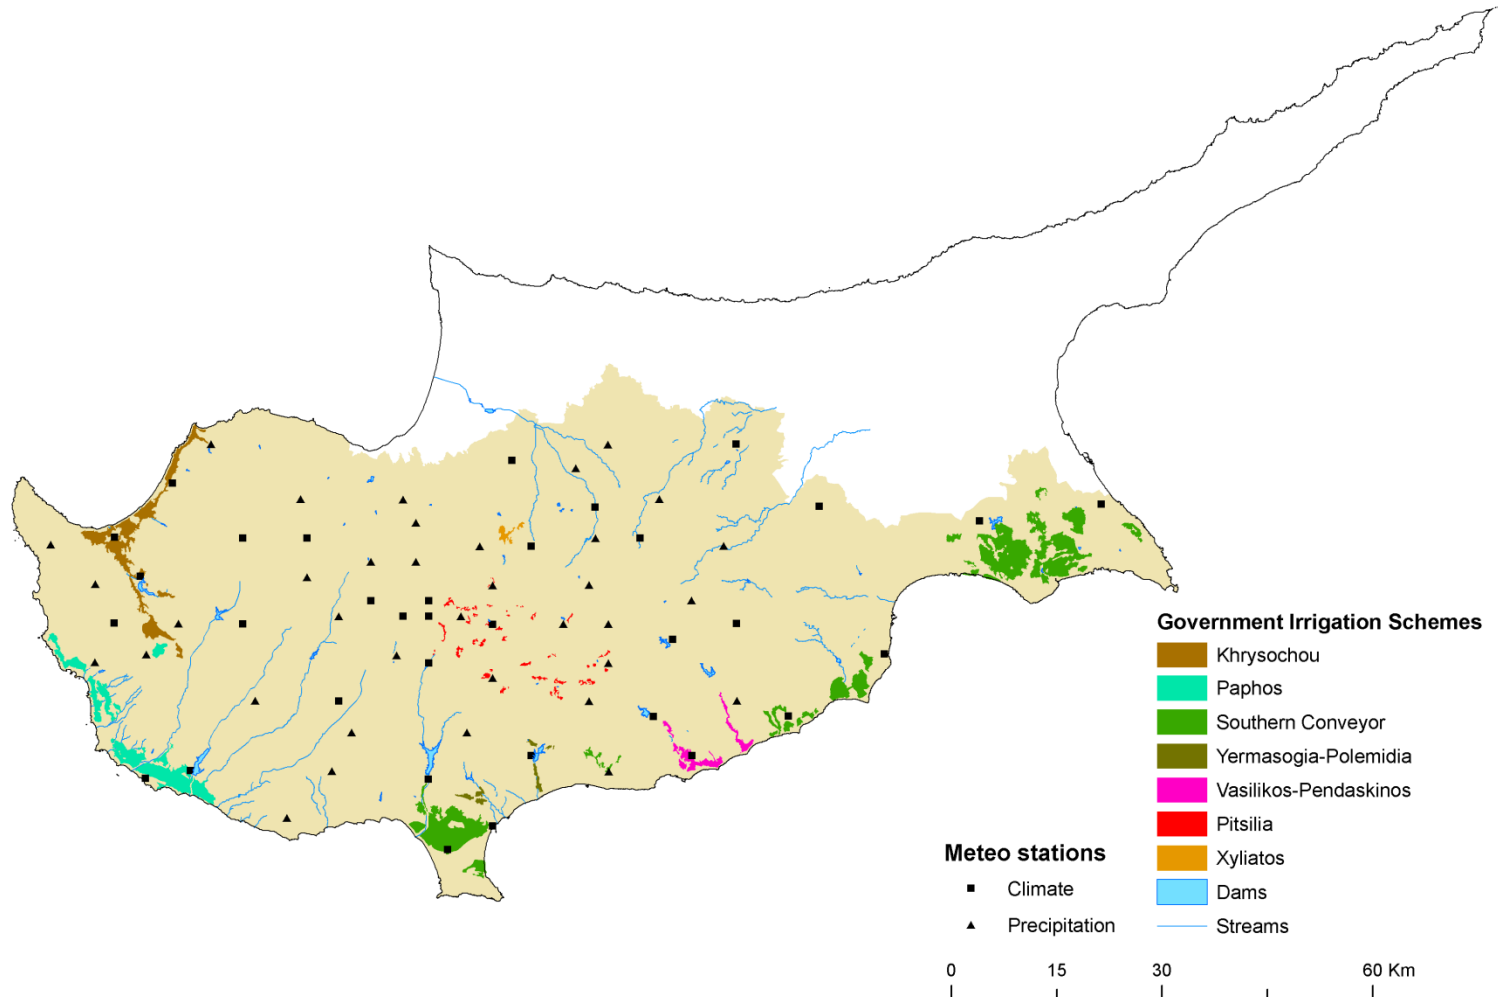 Government Irrigation Schemes
Khrysochou
Paphos
Southern Conveyor
Yermasogia-Polemidia
Vasilikos-Pendaskinos
Pitsilia
Xyliatos
Dams
Streams
Meteo stations
Climate
Precipitation
0 15 30 60 Km